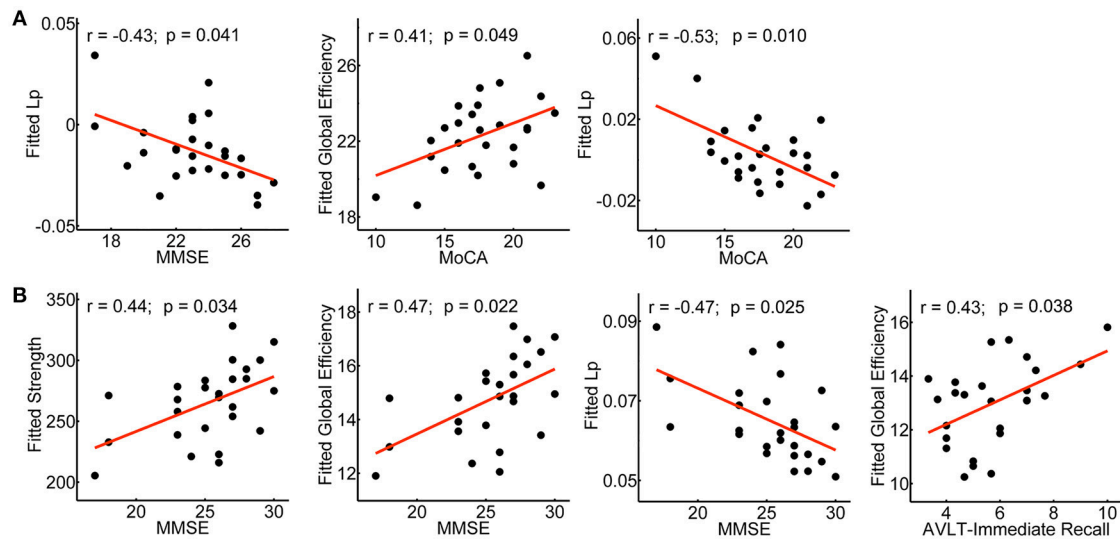 A
r = -0.43; p = 0.041
0.05
0
-0.05
Fitted Lp
18
22
26
MMSE
r = 0.41; p = 0.049
26
22
18
Fitted Global Efficiency
10
15
20
MoCA
r = -0.53; p = 0.010
0.06
0.02
-0.02
Fitted Lp
10
15
20
MoCA
B
r = 0.44; p = 0.034
350
300
250
200
Fitted Strength
20
25
30
MMSE
r = 0.47; p = 0.022
18
16
14
12
Fitted Global Efficiency
20
25
30
MMSE
r = -0.47; p = 0.025
0.09
0.07
0.05
Fitted Lp
20
25
30
MMSE
r = 0.43; p = 0.038
16
14
12
10
Fitted Global Efficiency
4
6
8
10
AVLT-Immediate Recall